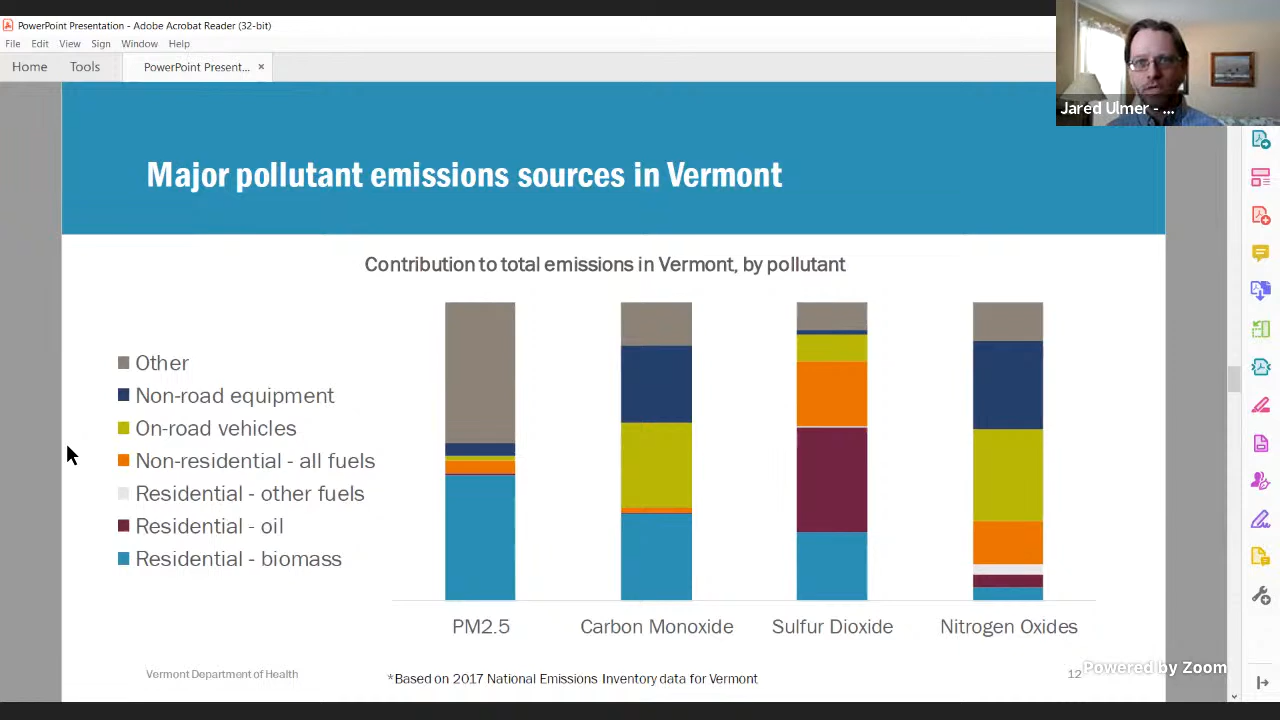 PowerPoint Presentation - Adobe Acrobat Reader (32-bit)
File Edit View Sign Window Help
Home Tools PowerPoint Present... ×
Jared Ulmer - ...
Major pollutant emissions sources in Vermont
Contribution to total emissions in Vermont, by pollutant
Other
Non-road equipment
On-road vehicles
Non-residential - all fuels
Residential - other fuels
Residential - oil
Residential - biomass
PM2.5 Carbon Monoxide Sulfur Dioxide Nitrogen Oxides
Vermont Department of Health
*Based on 2017 National Emissions Inventory data for Vermont
12
Powered by Zoom